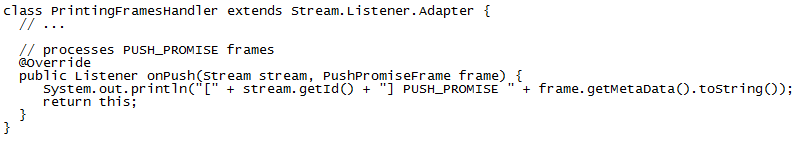 class PrintingFramesHandler extends Stream.Listener.Adapter {
  // ...

  // processes PUSH_PROMISE frames
  @Override
  public Listener onPush(Stream stream, PushPromiseFrame frame) {
     System.out.println("[" + stream.getId() + "] PUSH_PROMISE " + frame.getMetaData().toString());
     return this;
  }
}